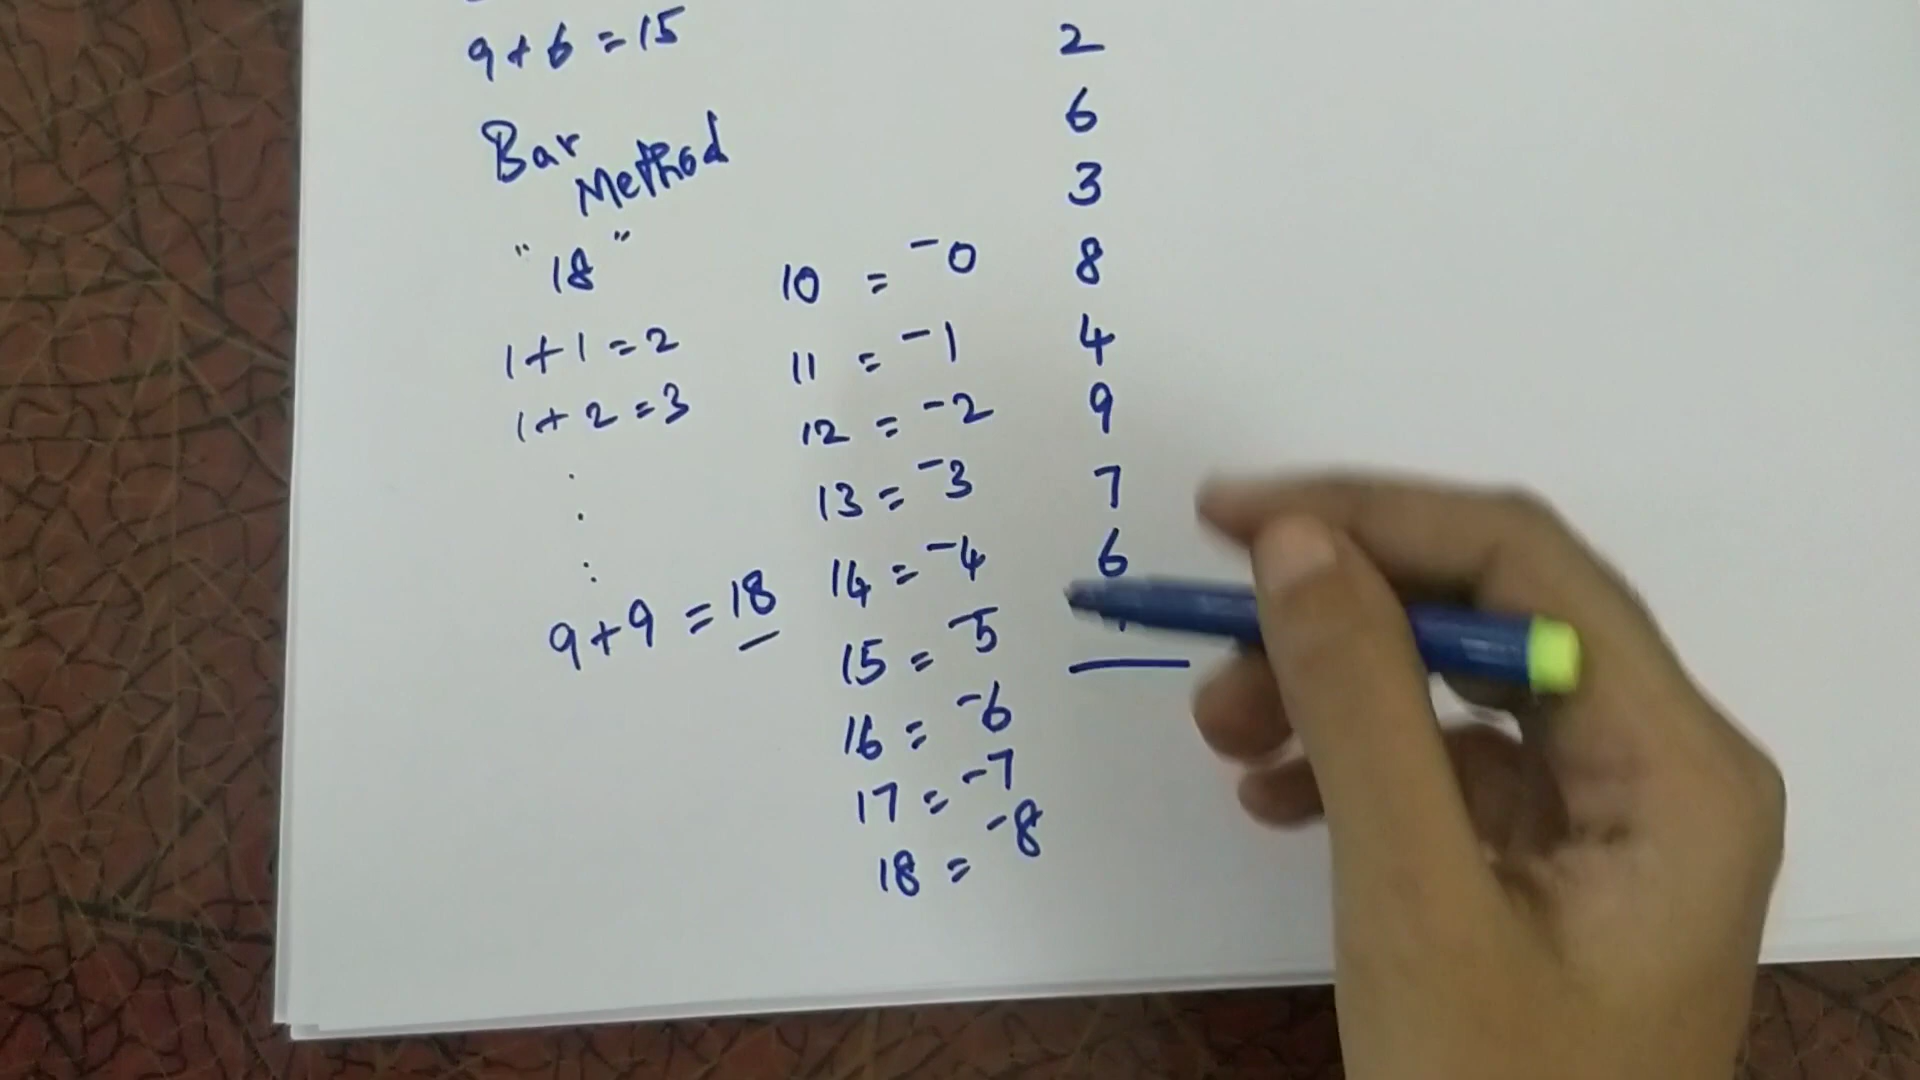 9+6=15
Bar
Method
"18"
1+1=2
1+2=3
9+9=18
10 = -0
11 = -1
12 = -2
13 = -3
14 = -4
15 = -5
16 = -6
17 = -7
18 = -8
2
6
3
8
4
9
7
6